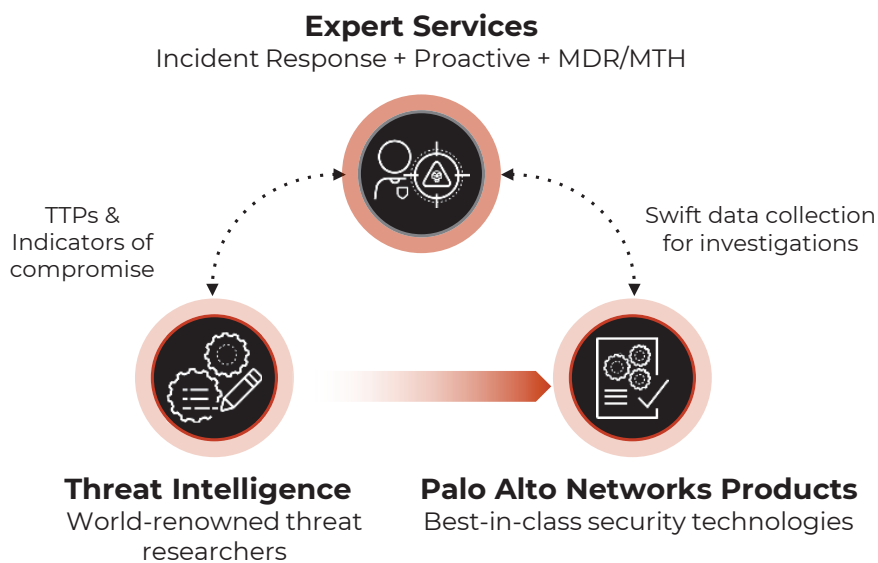 Expert Services
Incident Response + Proactive + MDR/MTH
TTPs &
Indicators of
compromise
Swift data collection
for investigations
Threat Intelligence
World-renowned threat
researchers
Palo Alto Networks Products
Best-in-class security technologies